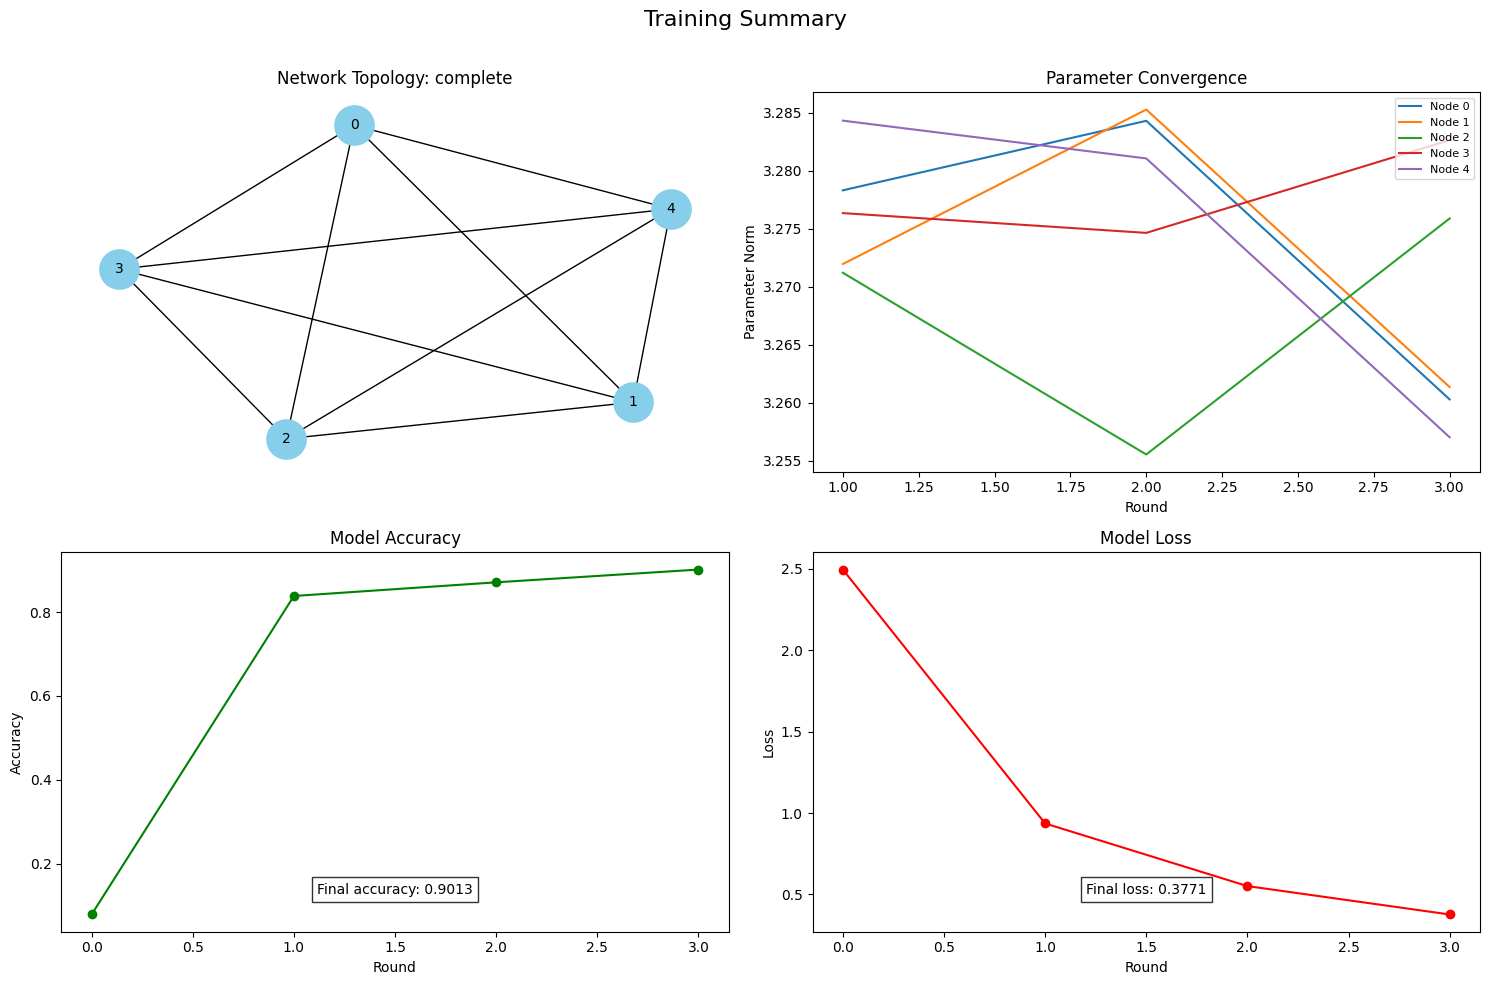 Training Summary
Network Topology: complete
0
4
3
1
2
Parameter Convergence
Parameter Norm
3.285
3.280
3.275
3.270
3.265
3.260
3.255
Node 0
Node 1
Node 2
Node 3
Node 4
1.00 1.25 1.50 1.75 2.00 2.25 2.50 2.75 3.00
Round
Model Accuracy
Accuracy
0.8
0.6
0.4
0.2
Final accuracy: 0.9013
0.0 0.5 1.0 1.5 2.0 2.5 3.0
Round
Model Loss
Loss
2.5
2.0
1.5
1.0
0.5
Final loss: 0.3771
0.0 0.5 1.0 1.5 2.0 2.5 3.0
Round